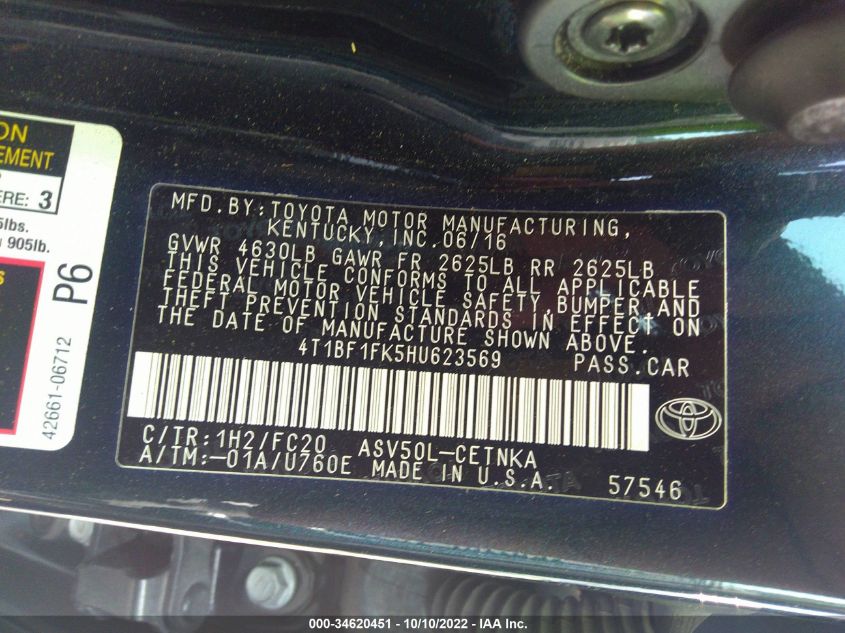 ON
EMENT
ERE: 3
5lbs.
905lb.
P6
42661-06712
MFD.BY:TOYOTA MOTOR MANUFACTURING,
KENTUCKY,INC.06/16
GVWR 4630LB GAWR FR 2625LB RR 2625LB
THIS VEHICLE CONFORMS TO ALL APPLICABLE
FEDERAL MOTOR VEHICLE SAFETY,BUMPER,AND
THEFT PREVENTION STANDARDS IN EFFECT ON
THE DATE OF MANUFACTURE SHOWN ABOVE.
4T1BF1FK5HU623569 PASS.CAR
C/TR:1H2/FC20 ASV50L-CETNKA
A/TM:-01A/U760E MADE IN U.S.A. 57546
000-34620451 - 10/10/2022 - IAA Inc.